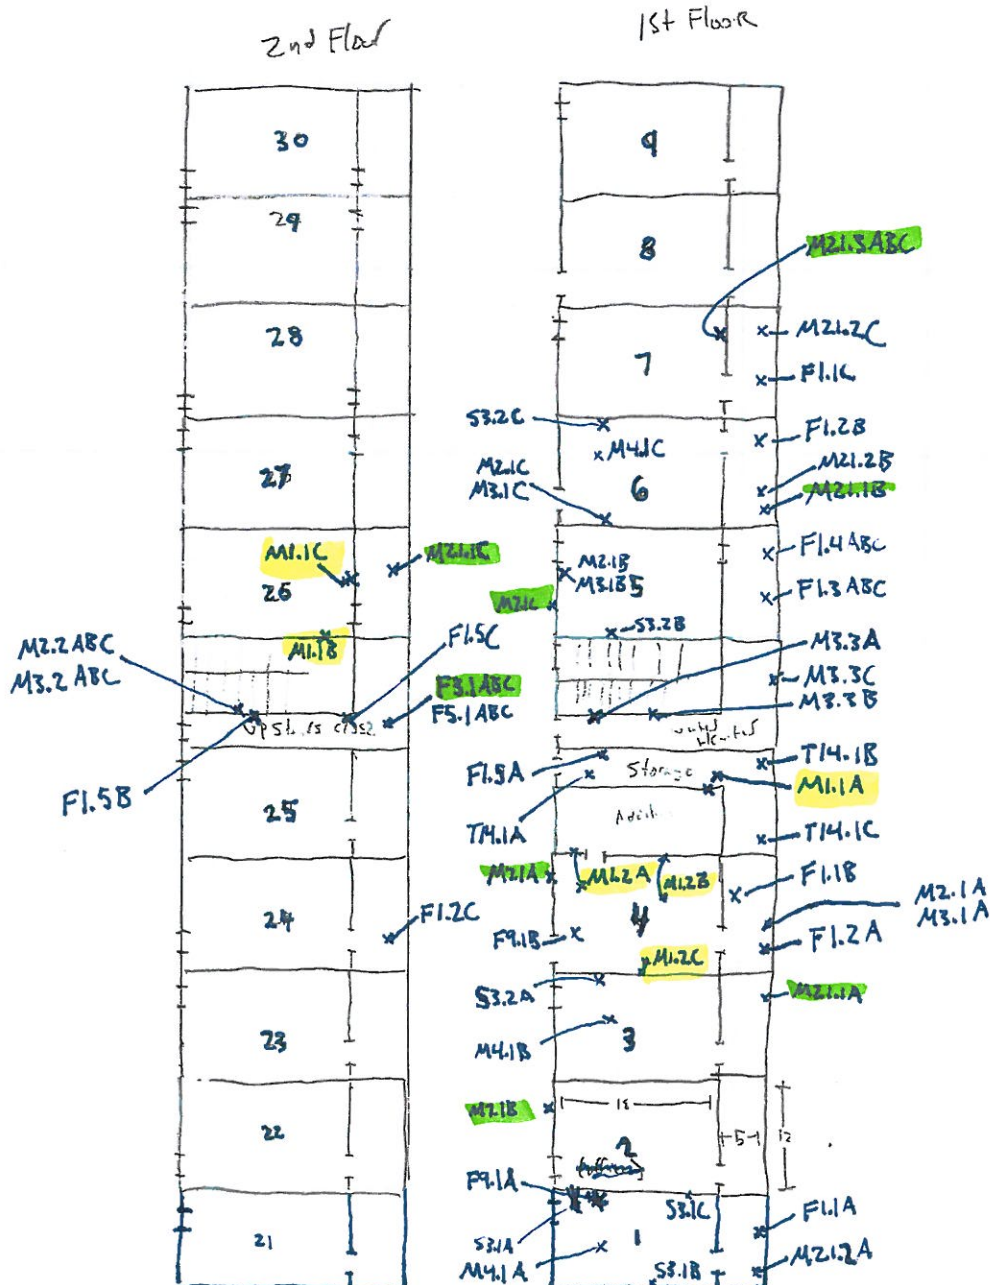 2nd Floor
1st Floor
30
29
28
27
M1.1C
M21.1C
26
M1.1B
F1.5C
M2.2ABC
M3.2ABC
F3.1ABC
F5.1ABC
F1.5B
25
F1.2C
24
23
22
21
9
8
M21.3ABC
M21.2C
7
F1.1C
S3.2C
F1.2B
M4.1C
M21.2B
M2.1C
M3.1C
6
M21.1B
F1.4ABC
M2.1B
M3.1B
5
F1.3ABC
S3.2B
M3.3A
M3.3C
M3.3B
T14.1B
F1.5A
Storage
M1.1A
T14.1A
T14.1C
M1.2A
M1.2B
F1.1B
M2.1A
M3.1A
4
F9.1B
F1.2A
M1.2C
S3.2A
M21.1A
3
M4.1B
18
5
12
2
F9.1A
S3.1C
F1.1A
S3.1A
1
M4.1A
S3.1B
M21.2A